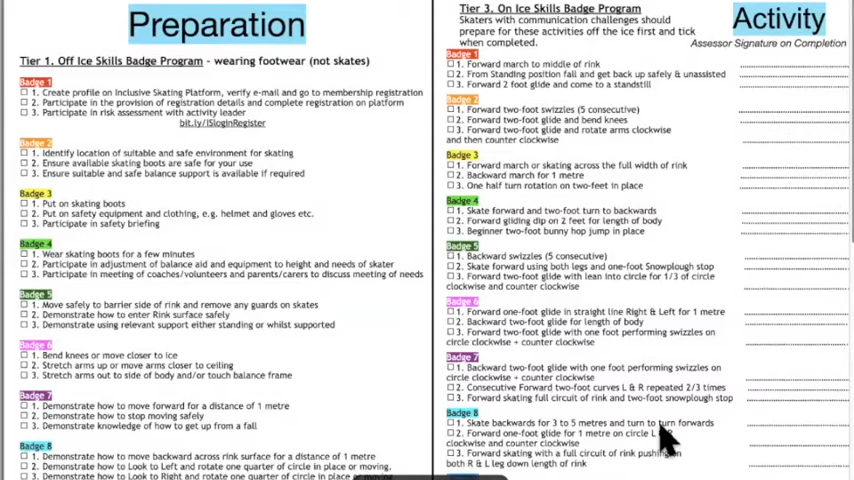 Preparation
Tier 1. Off Ice Skills Badge Program - wearing footwear (not skates)
Badge 1
1. Create profile on Inclusive Skating Platform, verify e-mail and go to membership registration
2. Participate in the provision of registration details and complete registration on platform
3. Participate in risk assessment with activity leader
bit.ly/ISloginRegister
Badge 2
1. Identify location of suitable and safe environment for skating
2. Ensure available skating boots are safe for your use
3. Ensure suitable and safe balance support is available if required
Badge 3
1. Put on skating boots
2. Put on safety equipment and clothing, e.g. helmet and gloves etc.
3. Participate in safety briefing
Badge 4
1. Wear skating boots for a few minutes
2. Participate in adjustment of balance aid and equipment to height and needs of skater
3. Participate in meeting of coaches/volunteers and parents/carers to discuss meeting of needs
Badge 5
1. Move safely to barrier side of rink and remove any guards on skates
2. Demonstrate how to enter Rink surface safely
3. Demonstrate using relevant support either standing or whilst supported
Badge 6
1. Bend knees or move closer to ice
2. Stretch arms up or move arms closer to ceiling
3. Stretch arms out to side of body and/or touch balance frame
Badge 7
1. Demonstrate how to move forward for a distance of 1 metre
2. Demonstrate how to stop moving safely
3. Demonstrate knowledge of how to get up from a fall
Badge 8
1. Demonstrate how to move backward across rink surface for a distance of 1 metre
2. Demonstrate how to Look to Left and rotate one quarter of circle in place or moving.
3. Demonstrate how to Look to Right and rotate one quarter of circle in place or moving
Tier 3. On Ice Skills Badge Program
Skaters with communication challenges should
prepare for these activities off the ice first and tick
when completed.
Activity
Assessor Signature on Completion
Badge 1
1. Forward march to middle of rink
2. From Standing position fall and get back up safely & unassisted
3. Forward 2 foot glide and come to a standstill
Badge 2
1. Forward two-foot swizzles (5 consecutive)
2. Forward two-foot glide and bend knees
3. Forward two-foot glide and rotate arms clockwise
and then counter clockwise
Badge 3
1. Forward march or skating across the full width of rink
2. Backward march for 1 metre
3. One half turn rotation on two-feet in place
Badge 4
1. Skate forward and two-foot turn to backwards
2. Forward gliding dip on 2 feet for length of body
3. Beginner two-foot bunny hop jump in place
Badge 5
1. Backward swizzles (5 consecutive)
2. Skate forward using both legs and one-foot Snowplough stop
3. Forward two-foot glide with lean into circle for 1/3 of circle
clockwise and counter clockwise
Badge 6
1. Forward one-foot glide in straight line Right & Left for 1 metre
2. Backward two-foot glide for length of body
3. Forward two-foot glide with one foot performing swizzles on
circle clockwise + counter clockwise
Badge 7
1. Backward two-foot glide with one foot performing swizzles on
circle clockwise + counter clockwise
2. Consecutive Forward two-foot curves L & R repeated 2/3 times
3. Forward skating full circuit of rink and two-foot snowplough stop
Badge 8
1. Skate backwards for 3 to 5 metres and turn to turn forwards
2. Forward one-foot glide for 1 metre on circle L
clockwise and counter clockwise
3. Forward skating with a full circuit of rink pushing on
both R & L leg down length of rink